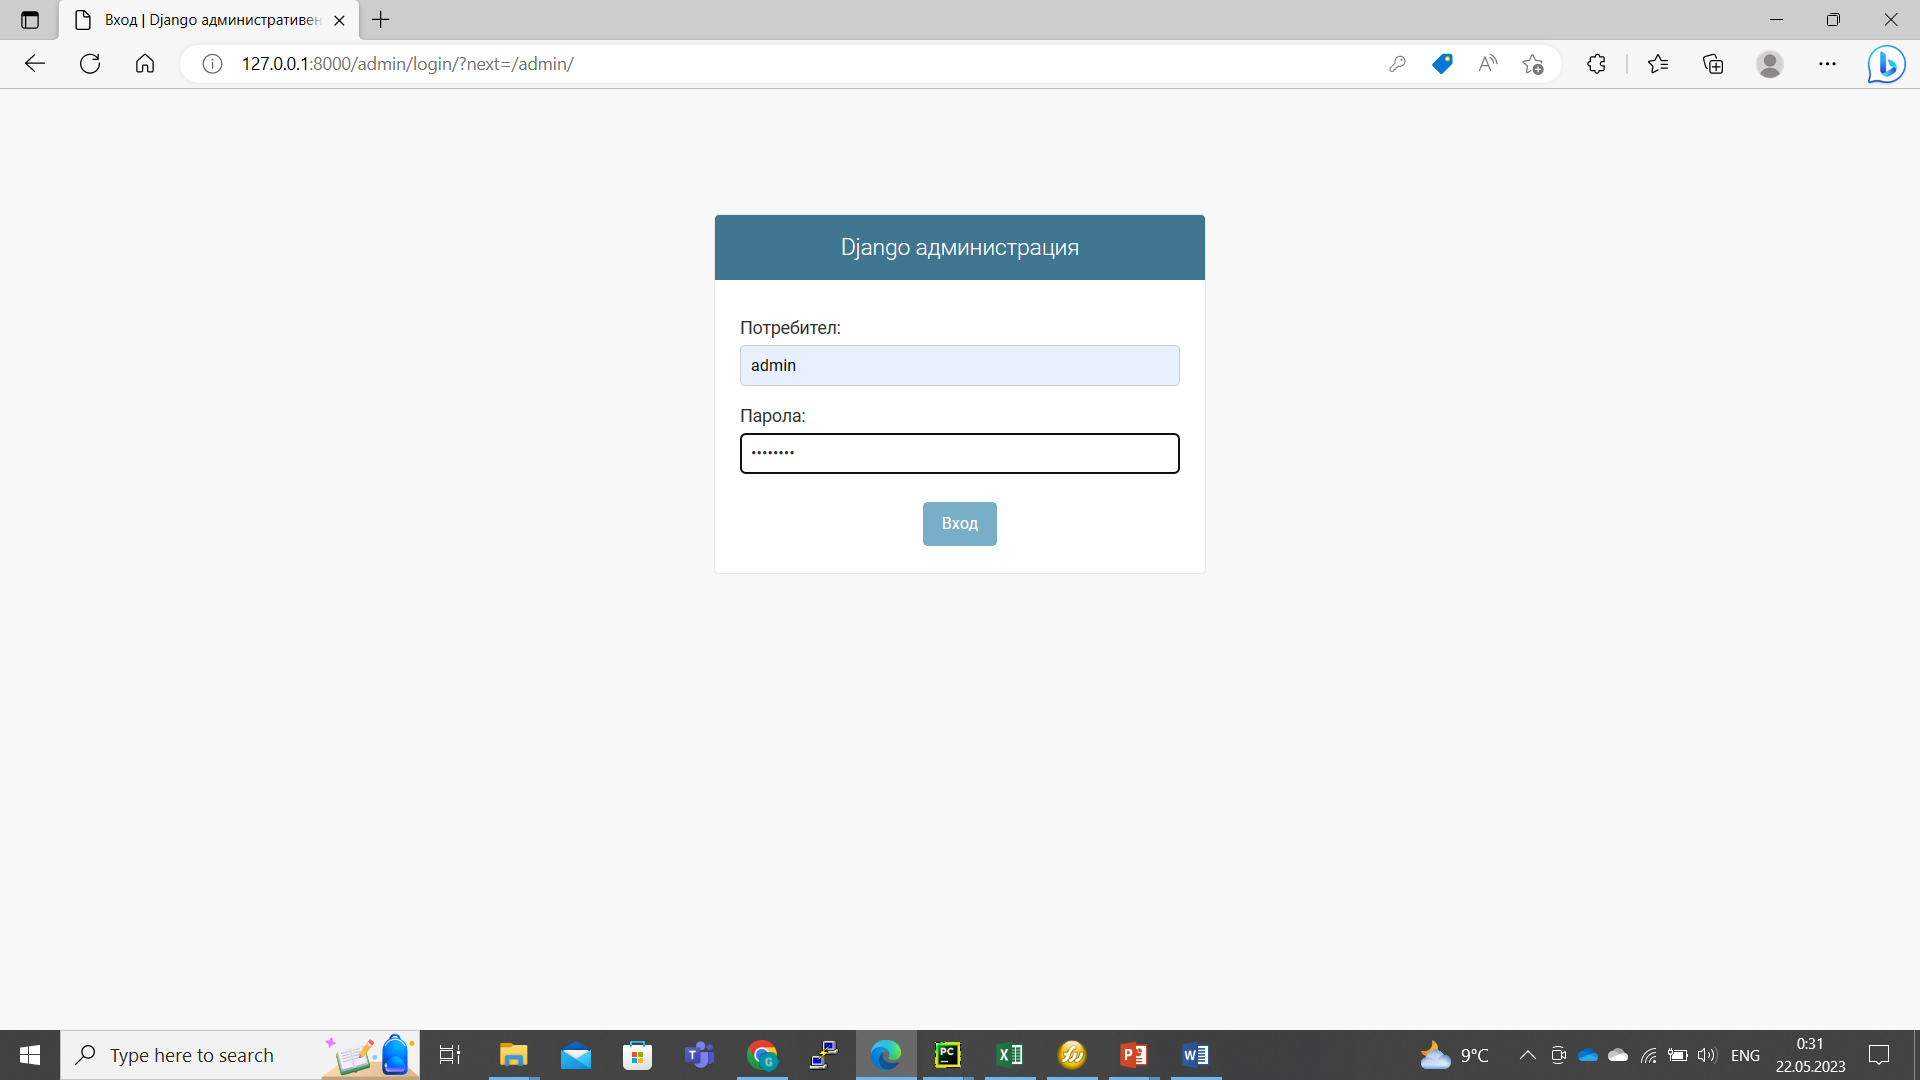 Вход | Django администривен
127.0.0.1:8000/admin/login/?next=/admin/
Django администрация
Потребител:
admin
Парола:
Вход
Type here to search
9°C
ENG
0:31
22.05.2023